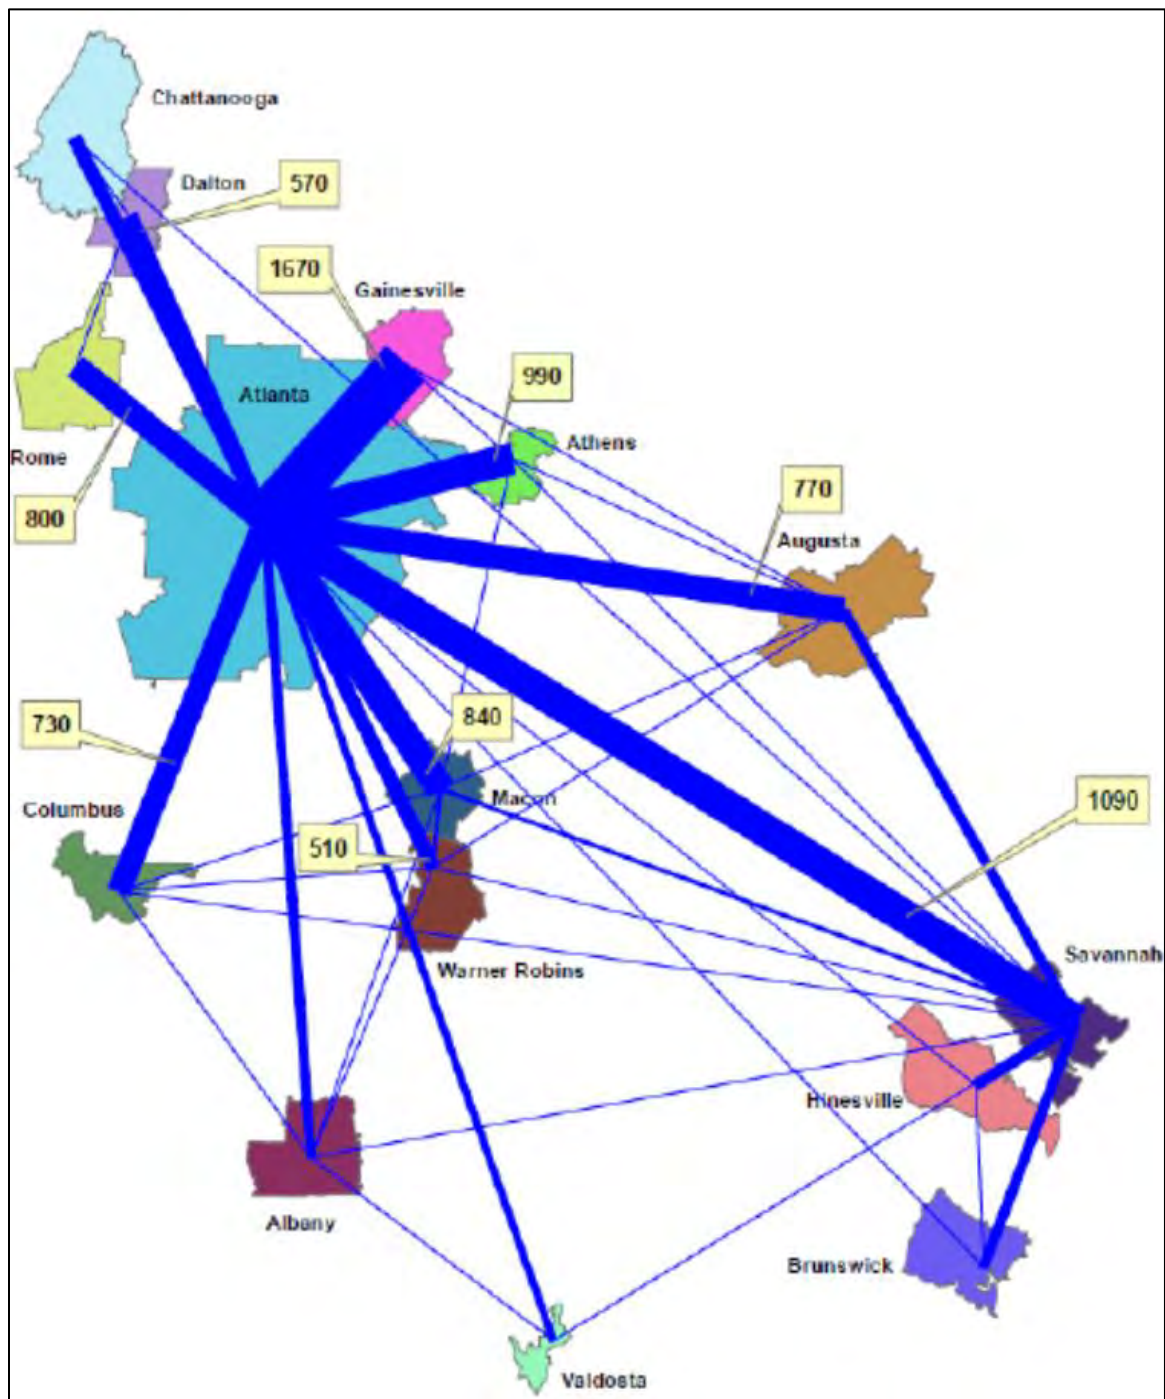 Chattanooga
Dalton
570
1670
Gainesville
Atlanta
990
Athens
Rome
800
770
Augusta
730
840
Columbus
Macon
1090
510
Savannah
Warner Robins
Hinesville
Albany
Brunswick
Valdosta